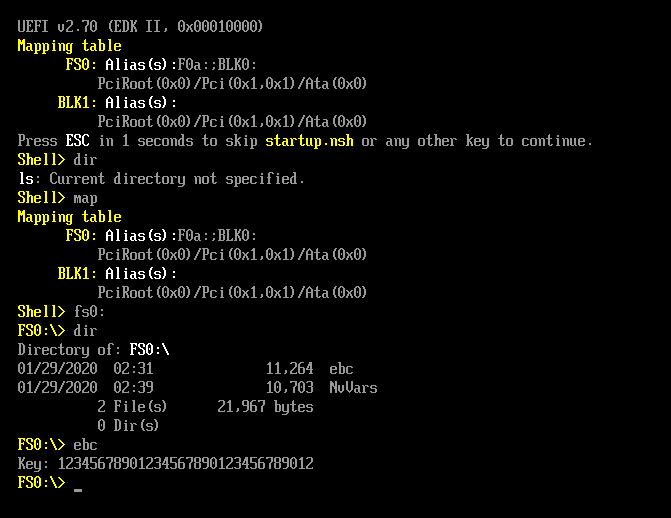 UEFI v2.70 (EDK II, 0x00010000)
Mapping table
FS0: Alias(s):F0a:;BLK0:
PciRoot(0x0)/Pci(0x1,0x1)/Ata(0x0)
BLK1: Alias(s):
PciRoot(0x0)/Pci(0x1,0x1)/Ata(0x0)
Press ESC in 1 seconds to skip startup.nsh or any other key to continue.
Shell> dir
ls: Current directory not specified.
Shell> map
Mapping table
FS0: Alias(s):F0a:;BLK0:
PciRoot(0x0)/Pci(0x1,0x1)/Ata(0x0)
BLK1: Alias(s):
PciRoot(0x0)/Pci(0x1,0x1)/Ata(0x0)
Shell> fs0:
FS0:\> dir
Directory of: FS0:\
01/29/2020  02:31              11,264  ebc
01/29/2020  02:39              10,703  NvVars
2 File(s)      21,967 bytes
0 Dir(s)
FS0:\> ebc
Key: 12345678901234567890123456789012
FS0:\> _